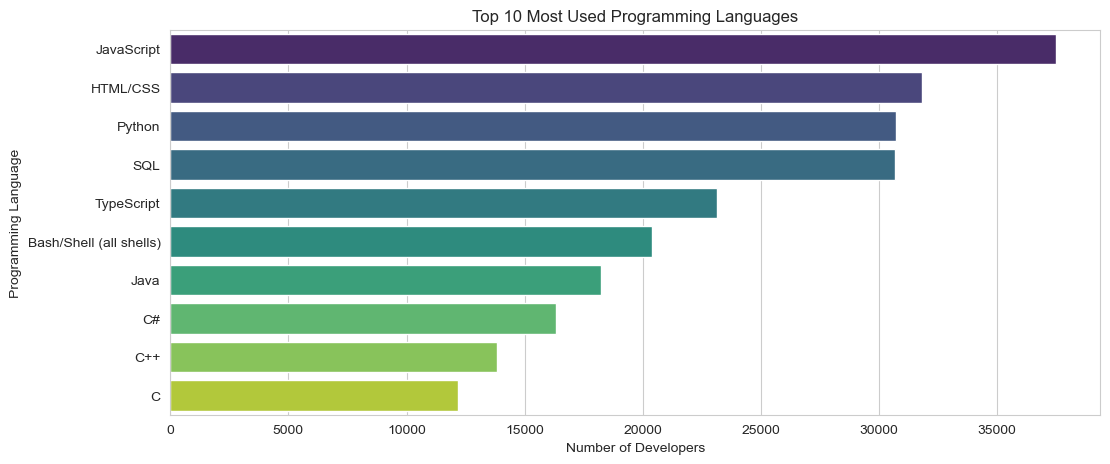 Top 10 Most Used Programming Languages
Programming Language
JavaScript
HTML/CSS
Python
SQL
TypeScript
Bash/Shell (all shells)
Java
C#
C++
C
0 5000 10000 15000 20000 25000 30000 35000
Number of Developers